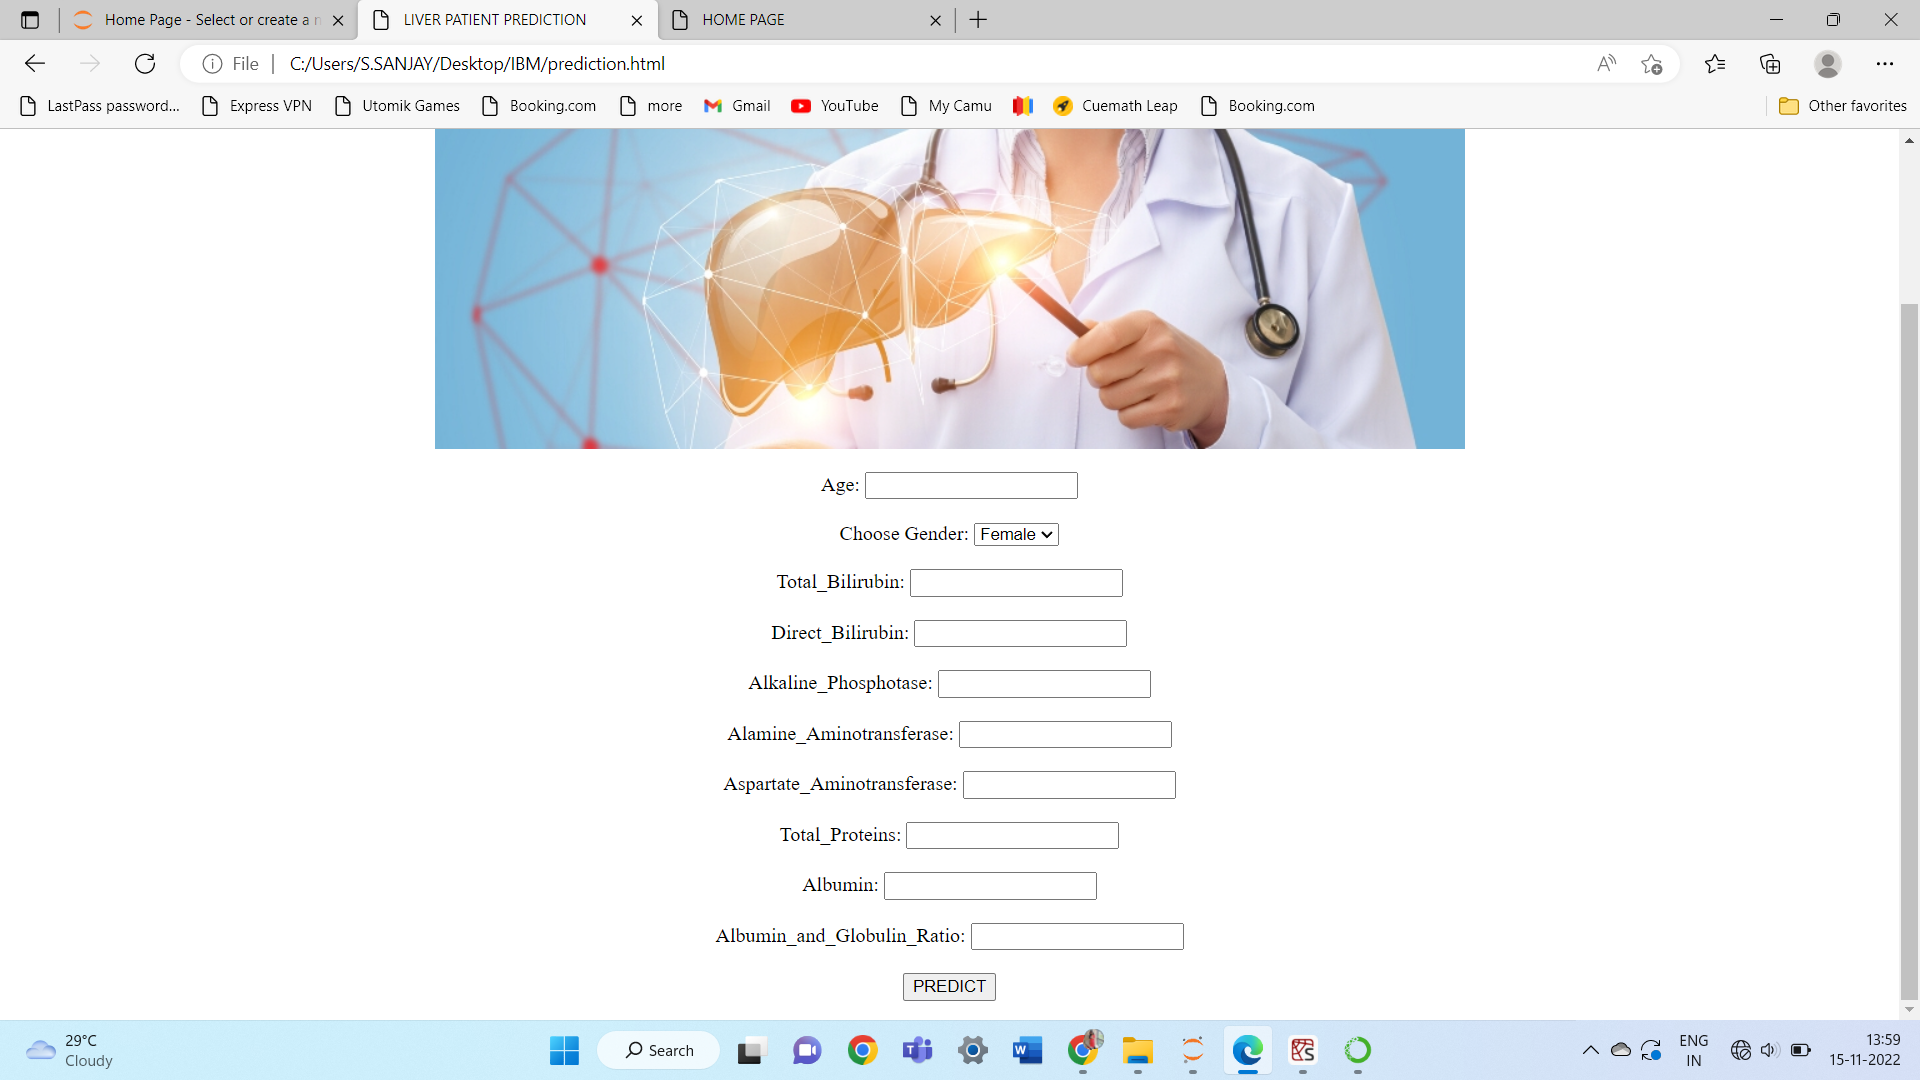 Home Page - Select or create a n
LIVER PATIENT PREDICTION
HOME PAGE
File
C:/Users/S.SANJAY/Desktop/IBM/prediction.html
LastPass password...
Express VPN
Utomik Games
Booking.com
more
Gmail
YouTube
My Camu
Cuemath Leap
Booking.com
Other favorites
Age:
Choose Gender: Female
Total_Bilirubin:
Direct_Bilirubin:
Alkaline_Phosphotase:
Alamine_Aminotransferase:
Aspartate_Aminotransferase:
Total_Proteins:
Albumin:
Albumin_and_Globulin_Ratio:
PREDICT
29°C
Cloudy
Search
ENG
IN
13:59
15-11-2022